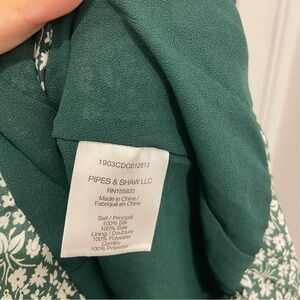 1903CDC012813
PIPES & SHAW LLC
RN155820
Made in China /
Fabriqué en Chine
Self / Principal
100% Silk
100% Soie
Lining / Doublure
100% Polyester
Combo
100% Polyester